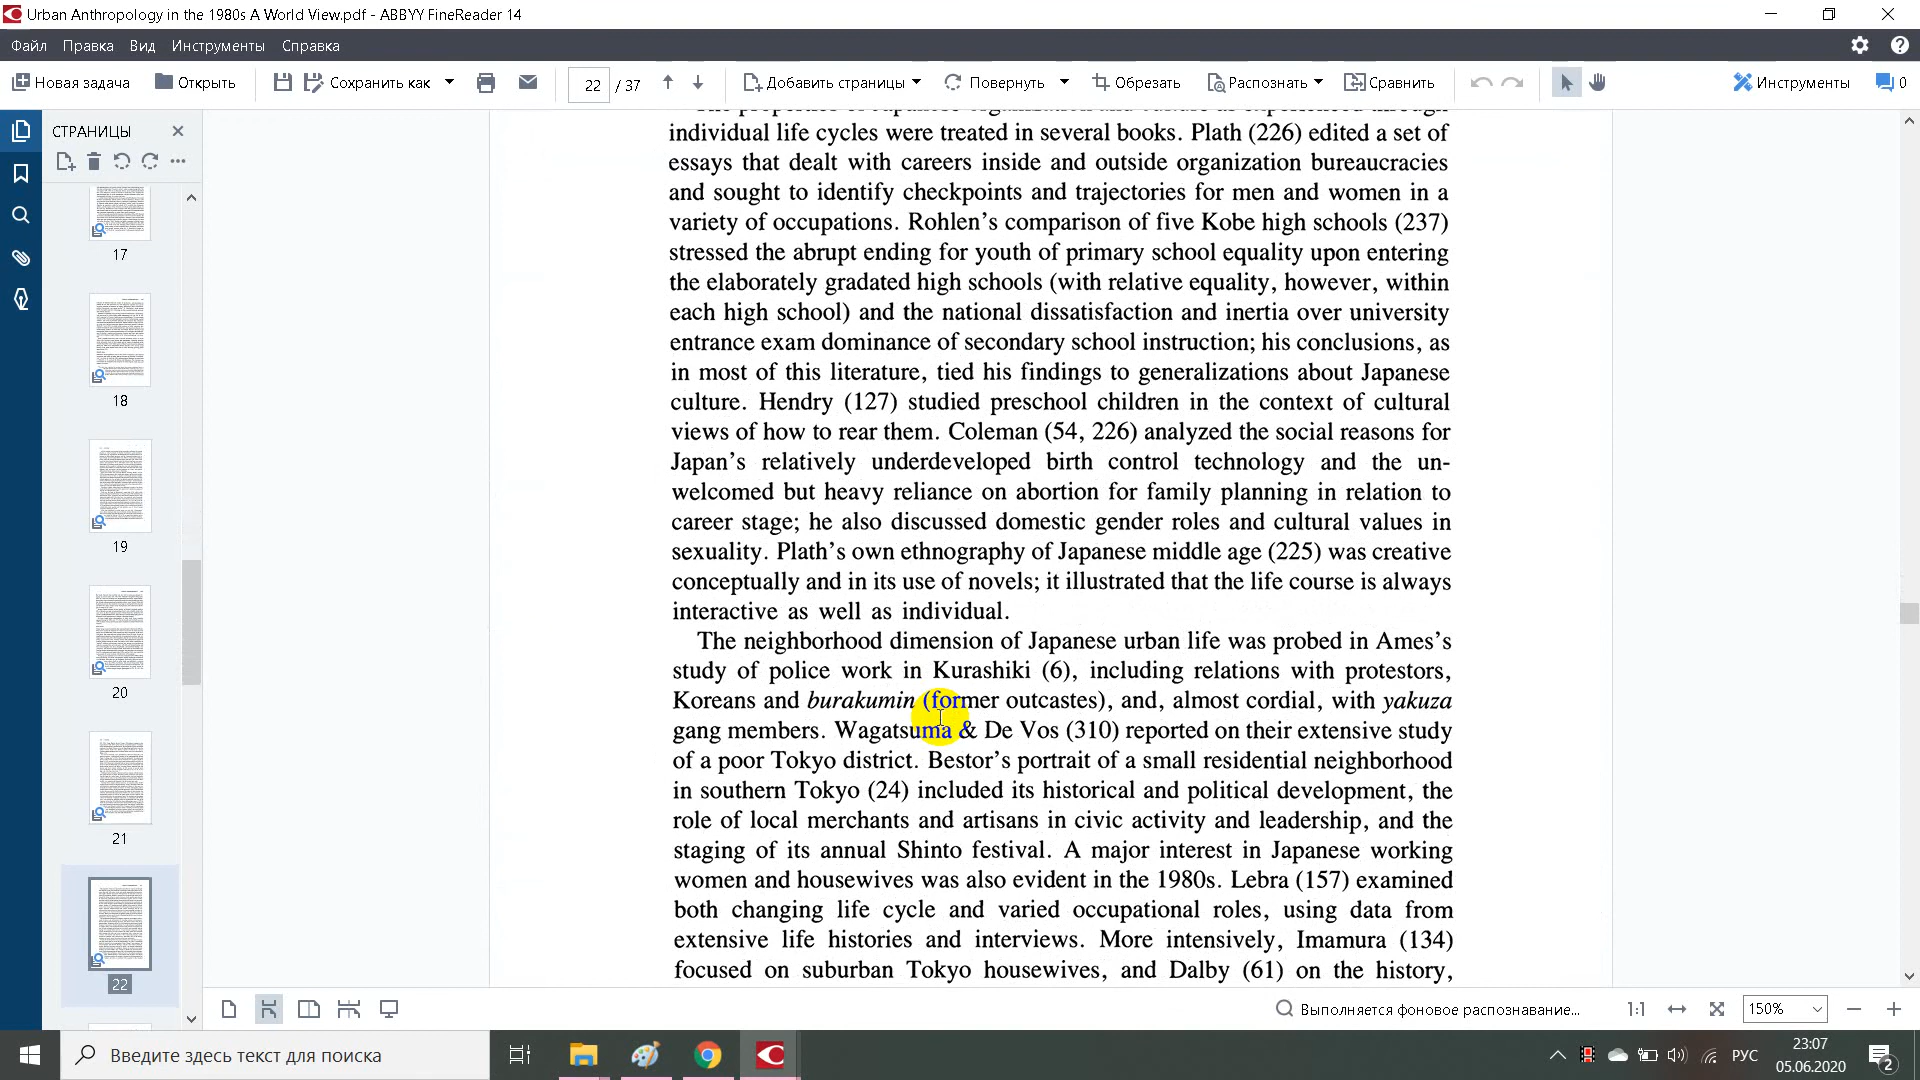 Urban Anthropology in the 1980s A World View.pdf - ABBYY FineReader 14
Файл Правка Вид Инструменты Справка
Новая задача Открыть Сохранить как 22 / 37 Добавить страницы Повернуть Обрезать Распознать Сравнить Инструменты 0
СТРАНИЦЫ
17
18
19
20
21
22
individual life cycles were treated in several books. Plath (226) edited a set of
essays that dealt with careers inside and outside organization bureaucracies
and sought to identify checkpoints and trajectories for men and women in a
variety of occupations. Rohlen's comparison of five Kobe high schools (237)
stressed the abrupt ending for youth of primary school equality upon entering
the elaborately gradated high schools (with relative equality, however, within
each high school) and the national dissatisfaction and inertia over university
entrance exam dominance of secondary school instruction; his conclusions, as
in most of this literature, tied his findings to generalizations about Japanese
culture. Hendry (127) studied preschool children in the context of cultural
views of how to rear them. Coleman (54, 226) analyzed the social reasons for
Japan's relatively underdeveloped birth control technology and the un-
welcomed but heavy reliance on abortion for family planning in relation to
career stage; he also discussed domestic gender roles and cultural values in
sexuality. Plath's own ethnography of Japanese middle age (225) was creative
conceptually and in its use of novels; it illustrated that the life course is always
interactive as well as individual.
The neighborhood dimension of Japanese urban life was probed in Ames's
study of police work in Kurashiki (6), including relations with protestors,
Koreans and burakumin (former outcastes), and, almost cordial, with yakuza
gang members. Wagatsuma & De Vos (310) reported on their extensive study
of a poor Tokyo district. Bestor's portrait of a small residential neighborhood
in southern Tokyo (24) included its historical and political development, the
role of local merchants and artisans in civic activity and leadership, and the
staging of its annual Shinto festival. A major interest in Japanese working
women and housewives was also evident in the 1980s. Lebra (157) examined
both changing life cycle and varied occupational roles, using data from
extensive life histories and interviews. More intensively, Imamura (134)
focused on suburban Tokyo housewives, and Dalby (61) on the history,
Выполняется фоновое распознавание... 1:1 150%
Введите здесь текст для поиска
РУС
23:07
05.06.2020
2